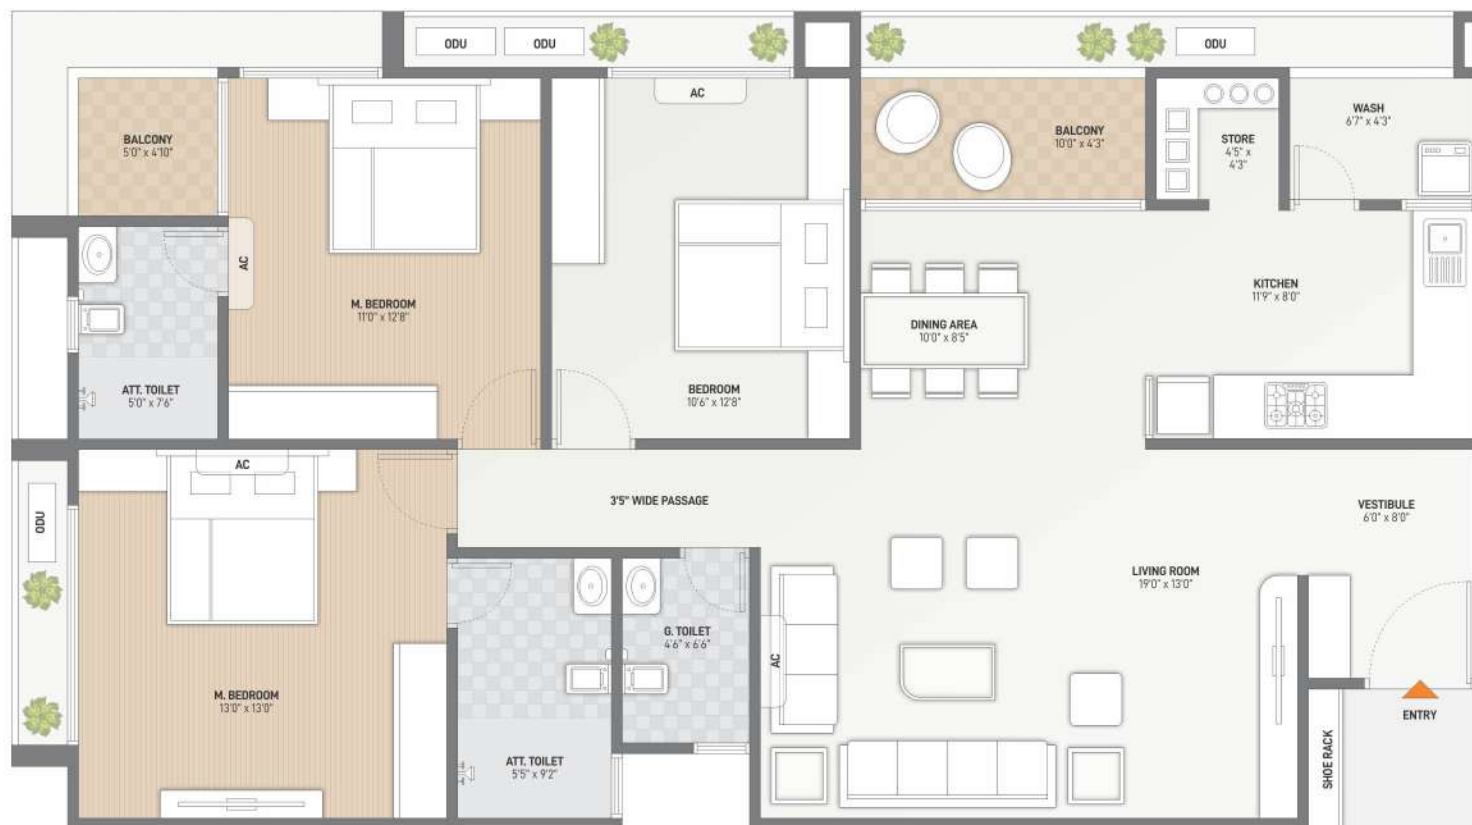 ODU
ODU
ODU
AC
BALCONY
5'0" x 4'10"
BALCONY
10'0" x 4'3"
STORE
4'5" x
4'3"
WASH
6'7" x 4'3"
AC
M. BEDROOM
11'0" x 12'8"
KITCHEN
11'9" x 8'0"
DINING AREA
10'0" x 8'5"
ATT. TOILET
5'0" x 7'6"
BEDROOM
10'6" x 12'8"
AC
ODU
3'5" WIDE PASSAGE
VESTIBULE
6'0" x 8'0"
LIVING ROOM
19'0" x 13'0"
G. TOILET
4'6" x 6'6"
AC
M. BEDROOM
13'0" x 13'0"
ENTRY
SHOE RACK
ATT. TOILET
5'5" x 9'2"